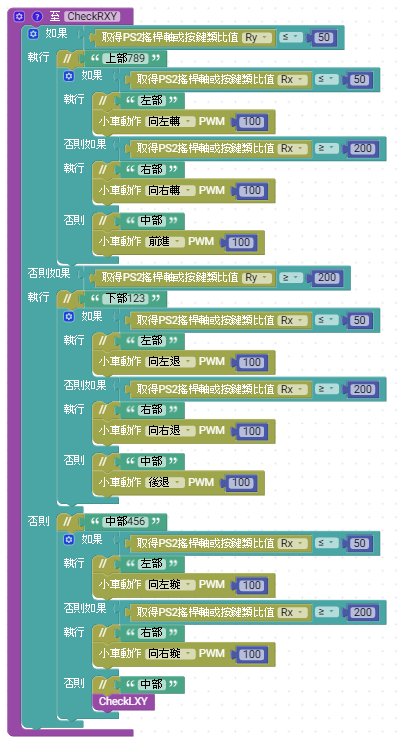 至 CheckRXY
如果 取得PS2搖桿軸或按鍵類比值 Ry ≤ 50
執行 // “ 上部789 ”
如果 取得PS2搖桿軸或按鍵類比值 Rx ≤ 50
執行 // “ 左部 ”
小車動作 向左轉 PWM 100
否則如果 取得PS2搖桿軸或按鍵類比值 Rx ≥ 200
執行 // “ 右部 ”
小車動作 向右轉 PWM 100
否則 // “ 中部 ”
小車動作 前進 PWM 100
否則如果 取得PS2搖桿軸或按鍵類比值 Ry ≥ 200
執行 // “ 下部123 ”
如果 取得PS2搖桿軸或按鍵類比值 Rx ≤ 50
執行 // “ 左部 ”
小車動作 向左退 PWM 100
否則如果 取得PS2搖桿軸或按鍵類比值 Rx ≥ 200
執行 // “ 右部 ”
小車動作 向右退 PWM 100
否則 // “ 中部 ”
小車動作 後退 PWM 100
否則 // “ 中部456 ”
如果 取得PS2搖桿軸或按鍵類比值 Rx ≤ 50
執行 // “ 左部 ”
小車動作 向左旋 PWM 100
否則如果 取得PS2搖桿軸或按鍵類比值 Rx ≥ 200
執行 // “ 右部 ”
小車動作 向右旋 PWM 100
否則 // “ 中部 ”
CheckLXY